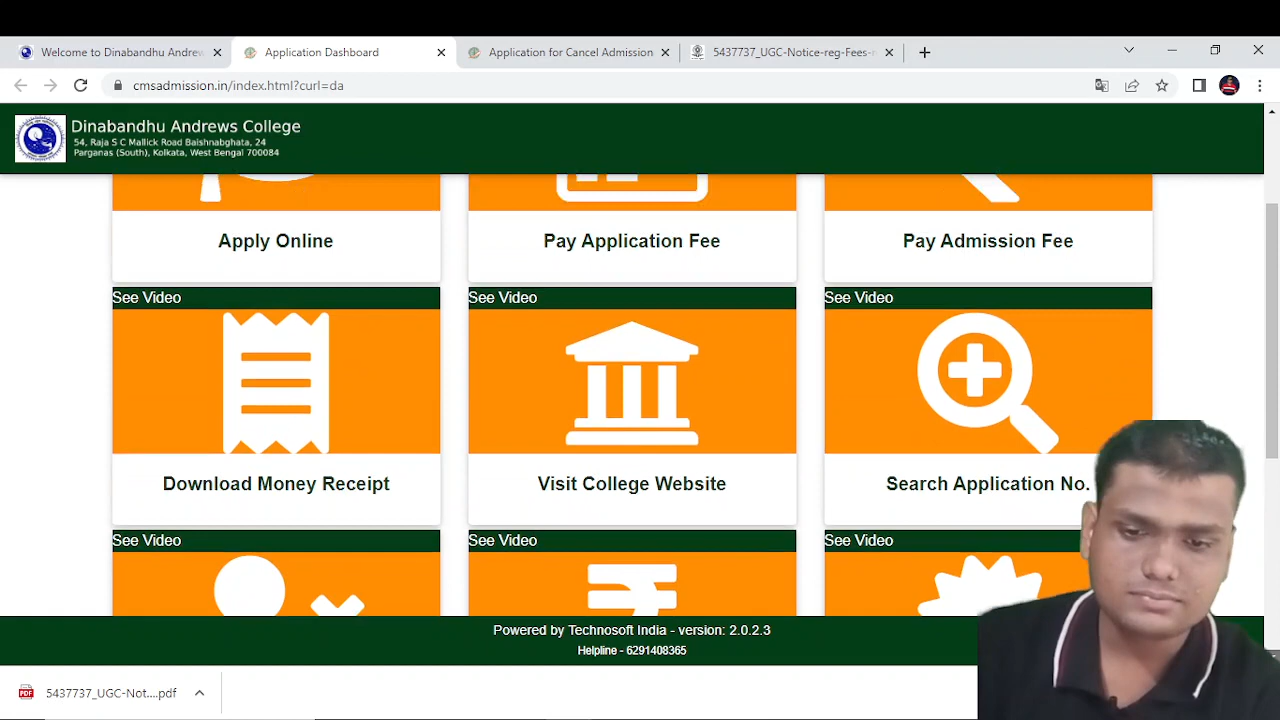 Welcome to Dinabandhu Andrew
Application Dashboard
Application for Cancel Admission
5437737_UGC-Notice-reg-Fees-r
cmsadmission.in/index.html?curl=da
Dinabandhu Andrews College
54, Raja S C Mallick Road Baishnabghata, 24
Parganas (South), Kolkata, West Bengal 700084
Apply Online
Pay Application Fee
Pay Admission Fee
See Video
See Video
See Video
Download Money Receipt
Visit College Website
Search Application No.
See Video
See Video
See Video
Powered by Technosoft India - version: 2.0.2.3
Helpline - 6291408365
PDF
5437737_UGC-Not....pdf